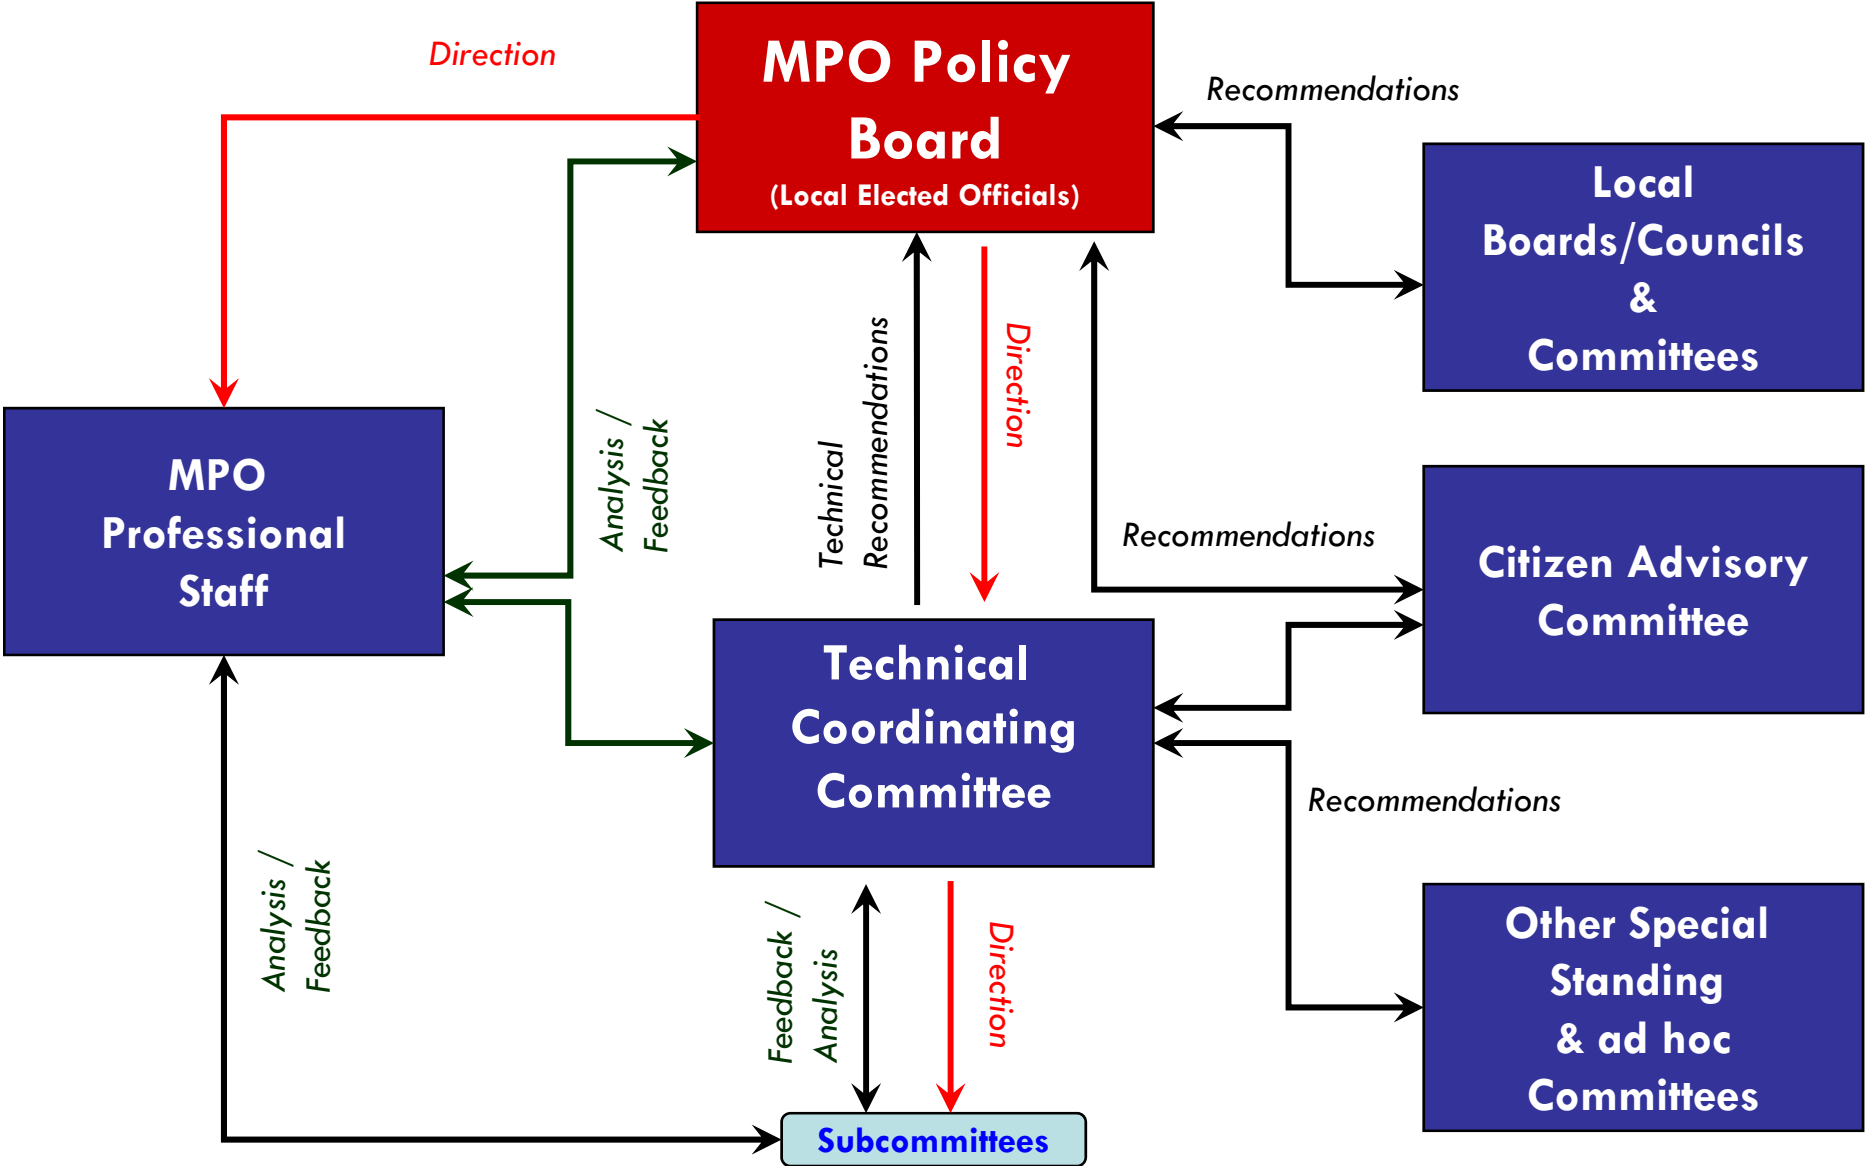 Direction
MPO Policy
Board
(Local Elected Officials)
Recommendations
Local
Boards/Councils
&
Committees
Technical
Recommendations
Direction
Analysis /
Feedback
MPO
Professional
Staff
Recommendations
Citizen Advisory
Committee
Technical
Coordinating
Committee
Recommendations
Analysis /
Feedback
Feedback /
Analysis
Direction
Other Special
Standing
& ad hoc
Committees
Subcommittees